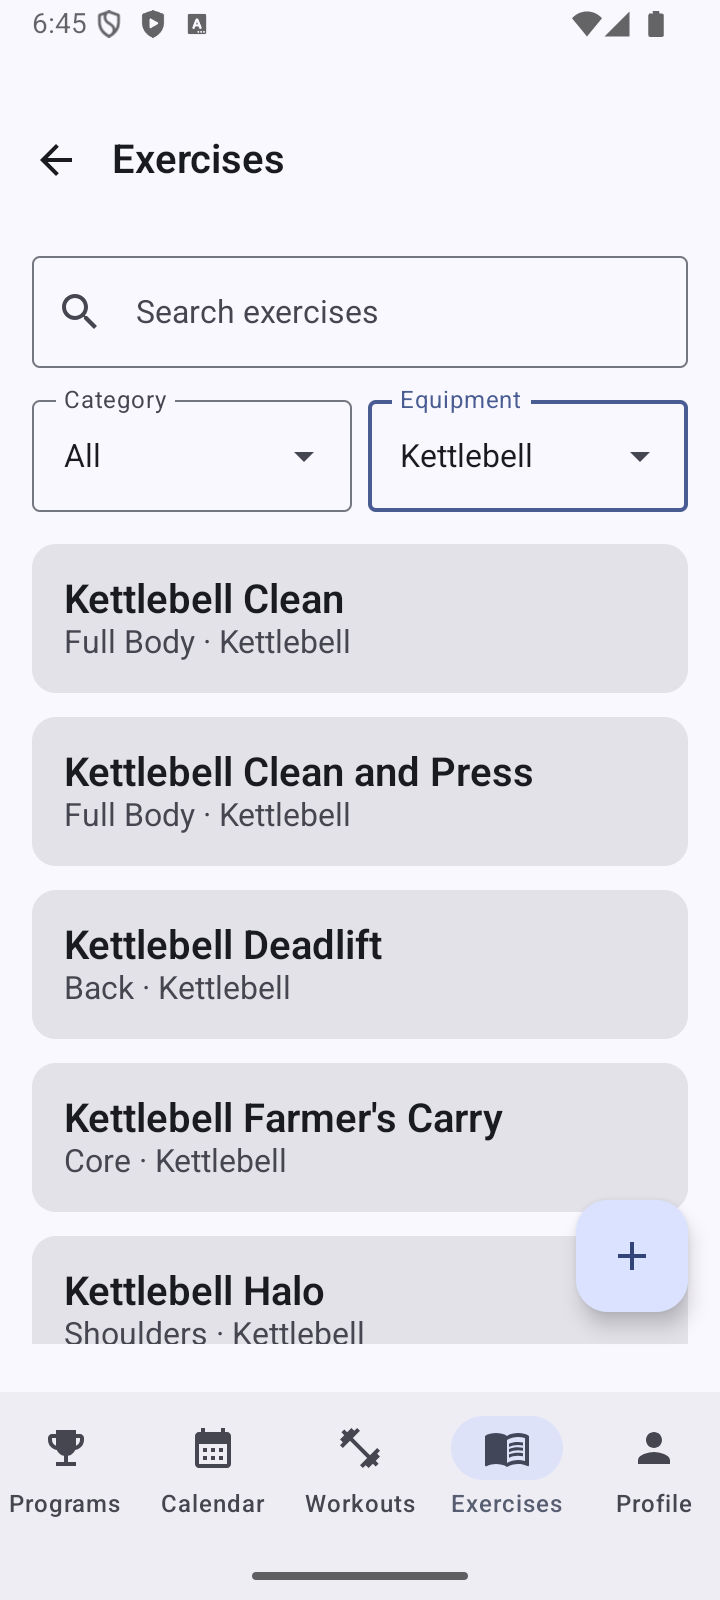 6:45
Exercises
Search exercises
Category
Equipment
All
Kettlebell
Kettlebell Clean
Full Body · Kettlebell
Kettlebell Clean and Press
Full Body · Kettlebell
Kettlebell Deadlift
Back · Kettlebell
Kettlebell Farmer's Carry
Core · Kettlebell
Kettlebell Halo
Shoulders · Kettlebell
Programs
Calendar
Workouts
Exercises
Profile